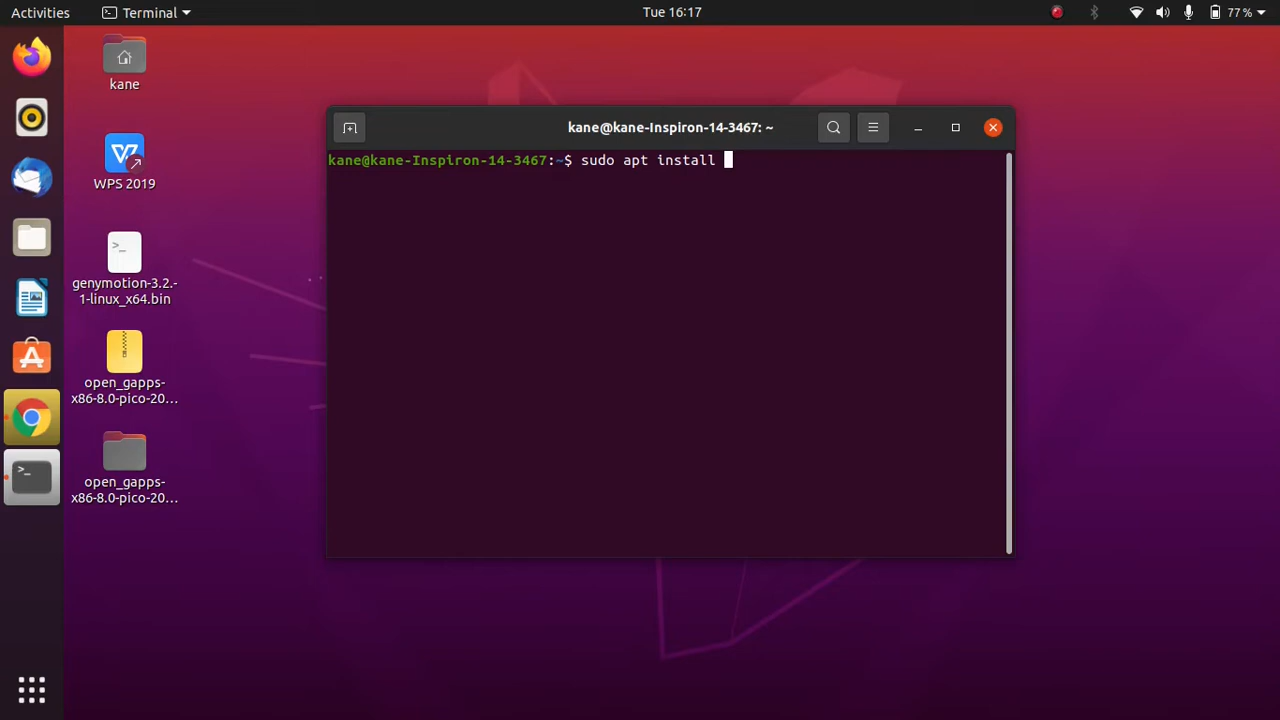 Activities
Terminal
Tue 16:17
77 %
kane
WPS 2019
genymotion-3.2.-
1-linux_x64.bin
open_gapps-
x86-8.0-pico-20...
open_gapps-
x86-8.0-pico-20...
kane@kane-Inspiron-14-3467: ~
kane@kane-Inspiron-14-3467:~$ sudo apt install